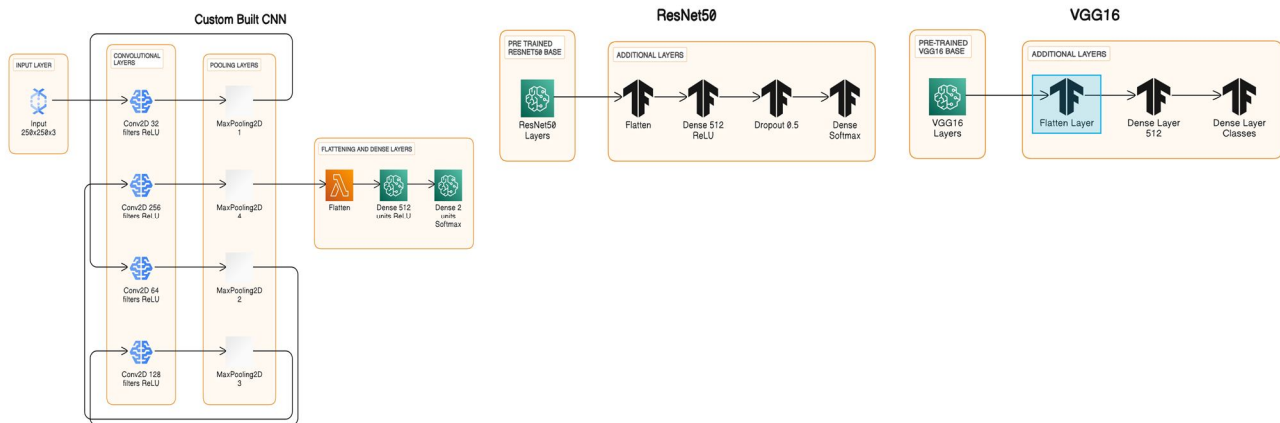 Custom Built CNN
INPUT LAYER
Input
250x250x3
CONVOLUTIONAL
LAYERS
Conv2D 32
filters ReLU
Conv2D 256
filters ReLU
Conv2D 64
filters ReLU
Conv2D 128
filters ReLU
POOLING LAYERS
MaxPooling2D
1
MaxPooling2D
4
MaxPooling2D
2
MaxPooling2D
3
FLATTENING AND DENSE LAYERS
Flatten
Dense 512
units ReLU
Dense 2
units
Softmax
ResNet50
PRE TRAINED
RESNET50 BASE
ResNet50
Layers
ADDITIONAL LAYERS
Flatten
Dense 512
ReLU
Dropout 0.5
Dense
Softmax
VGG16
PRE-TRAINED
VGG16 BASE
VGG16
Layers
ADDITIONAL LAYERS
Flatten Layer
Dense Layer
512
Dense Layer
Classes